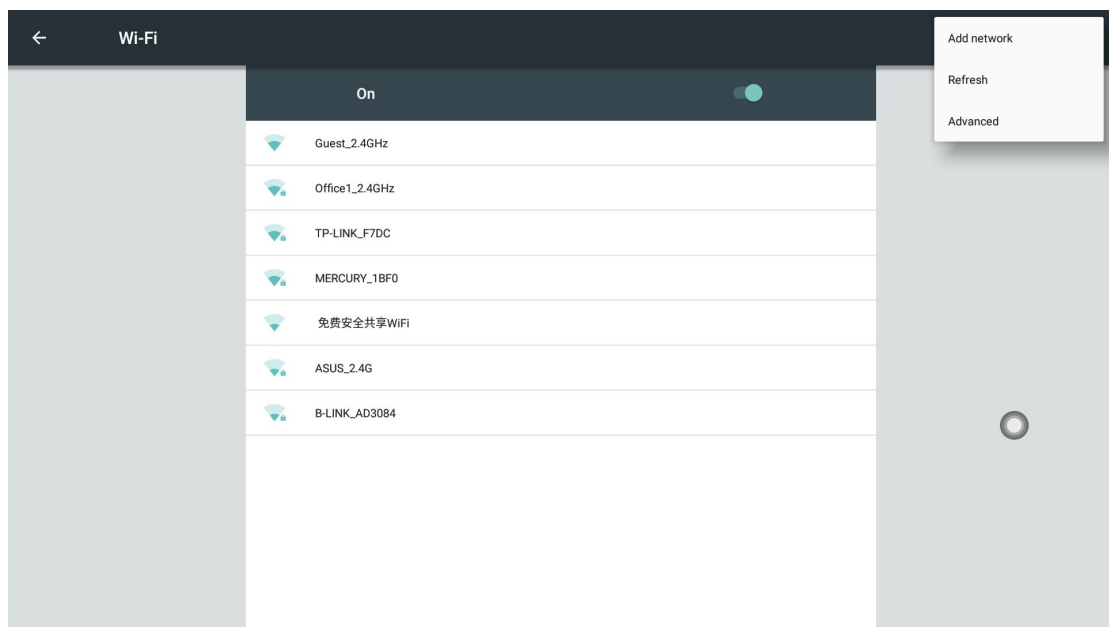 Wi-Fi
Add network
Refresh
Advanced
On
Guest_2.4GHz
Office1_2.4GHz
TP-LINK_F7DC
MERCURY_1BF0
免费安全共享WiFi
ASUS_2.4G
B-LINK_AD3084